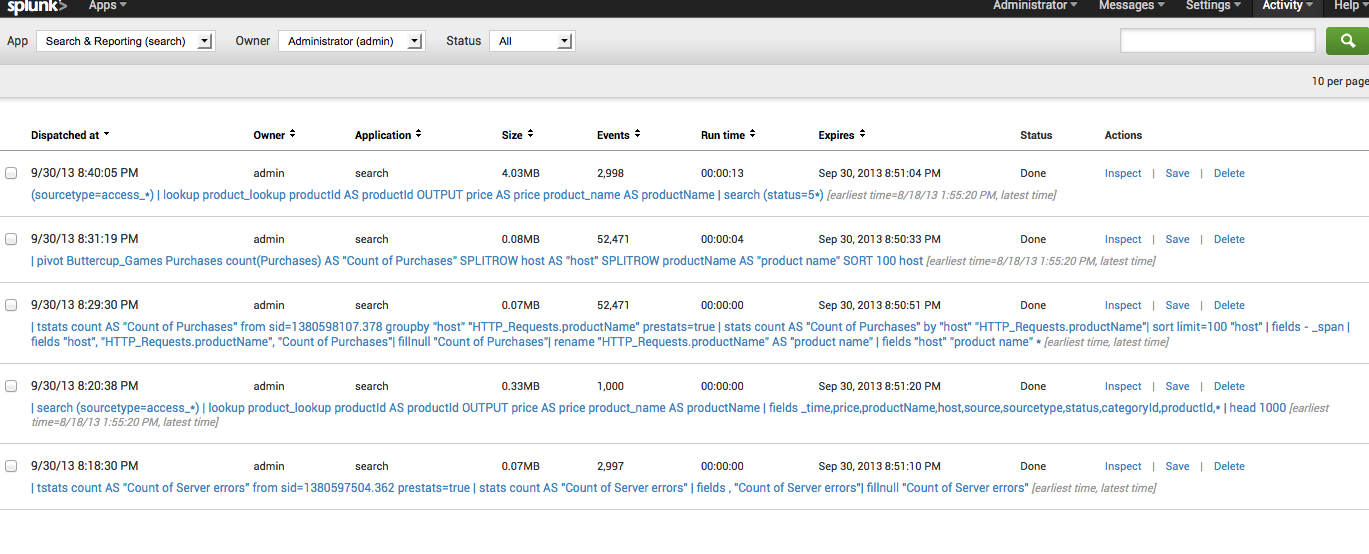 splunk> Apps Administrator Messages Settings Activity Help
App Search & Reporting (search) Owner Administrator (admin) Status All
10 per page
Dispatched at Owner Application Size Events Run time Expires Status Actions
9/30/13 8:40:05 PM admin search 4.03MB 2,998 00:00:13 Sep 30, 2013 8:51:04 PM Done Inspect | Save | Delete
(sourcetype=access_*) | lookup product_lookup productId AS productId OUTPUT price AS price product_name AS productName | search (status=5*) [earliest time=8/18/13 1:55:20 PM, latest time]
9/30/13 8:31:19 PM admin search 0.08MB 52,471 00:00:04 Sep 30, 2013 8:50:33 PM Done Inspect | Save | Delete
| pivot Buttercup_Games Purchases count(Purchases) AS "Count of Purchases" SPLITROW host AS "host" SPLITROW productName AS "product name" SORT 100 host [earliest time=8/18/13 1:55:20 PM, latest time]
9/30/13 8:29:30 PM admin search 0.07MB 52,471 00:00:00 Sep 30, 2013 8:50:51 PM Done Inspect | Save | Delete
| tstats count AS "Count of Purchases" from sid=1380598107.378 groupby "host" "HTTP_Requests.productName" prestats=true | stats count AS "Count of Purchases" by "host" "HTTP_Requests.productName"| sort limit=100 "host" | fields - _span |
fields "host", "HTTP_Requests.productName", "Count of Purchases"| fillnull "Count of Purchases"| rename "HTTP_Requests.productName" AS "product name" | fields "host" "product name" * [earliest time, latest time]
9/30/13 8:20:38 PM admin search 0.33MB 1,000 00:00:00 Sep 30, 2013 8:51:20 PM Done Inspect | Save | Delete
| search (sourcetype=access_*) | lookup product_lookup productId AS productId OUTPUT price AS price product_name AS productName | fields _time,price,productName,host,source,sourcetype,status,categoryId,productId,* | head 1000 [earliest
time=8/18/13 1:55:20 PM, latest time]
9/30/13 8:18:30 PM admin search 0.07MB 2,997 00:00:00 Sep 30, 2013 8:51:10 PM Done Inspect | Save | Delete
| tstats count AS "Count of Server errors" from sid=1380597504.362 prestats=true | stats count AS "Count of Server errors" | fields , "Count of Server errors"| fillnull "Count of Server errors" [earliest time, latest time]